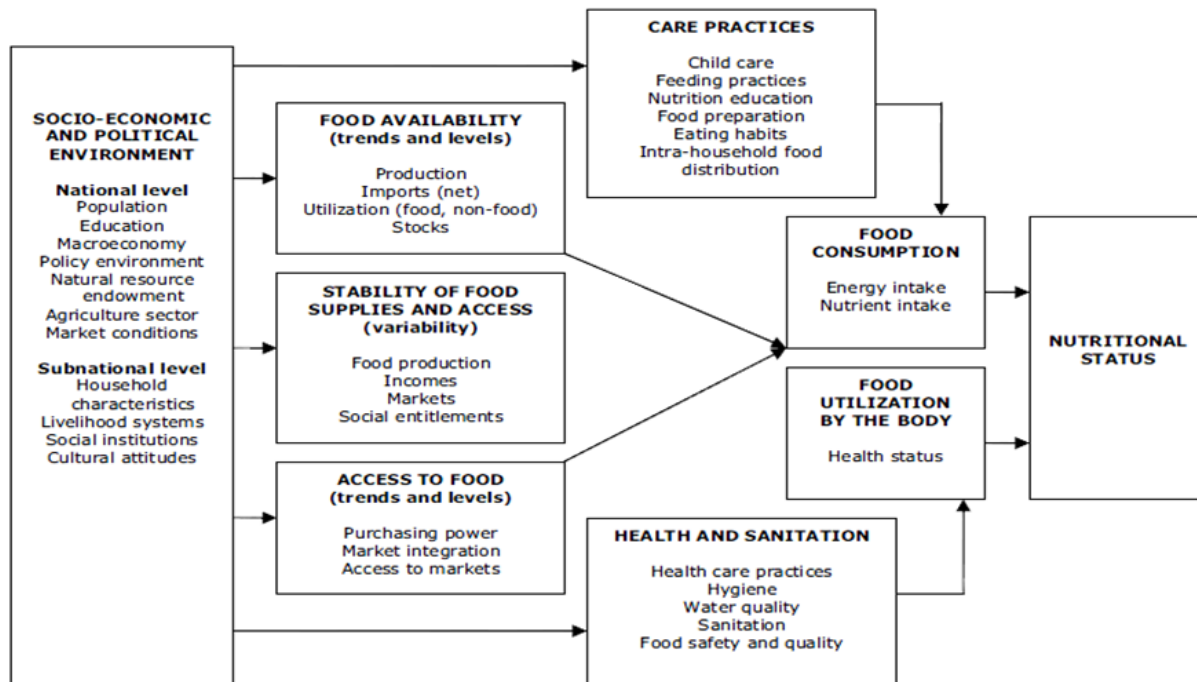 SOCIO-ECONOMIC
AND POLITICAL
ENVIRONMENT
National level
Population
Education
Macroeconomy
Policy environment
Natural resource
endowment
Agriculture sector
Market conditions
Subnational level
Household
characteristics
Livelihood systems
Social institutions
Cultural attitudes
FOOD AVAILABILITY
(trends and levels)
Production
Imports (net)
Utilization (food, non-food)
Stocks
STABILITY OF FOOD
SUPPLIES AND ACCESS
(variability)
Food production
Incomes
Markets
Social entitlements
ACCESS TO FOOD
(trends and levels)
Purchasing power
Market integration
Access to markets
CARE PRACTICES
Child care
Feeding practices
Nutrition education
Food preparation
Eating habits
Intra-household food
distribution
HEALTH AND SANITATION
Health care practices
Hygiene
Water quality
Sanitation
Food safety and quality
FOOD
CONSUMPTION
Energy intake
Nutrient intake
FOOD
UTILIZATION
BY THE BODY
Health status
NUTRITIONAL
STATUS